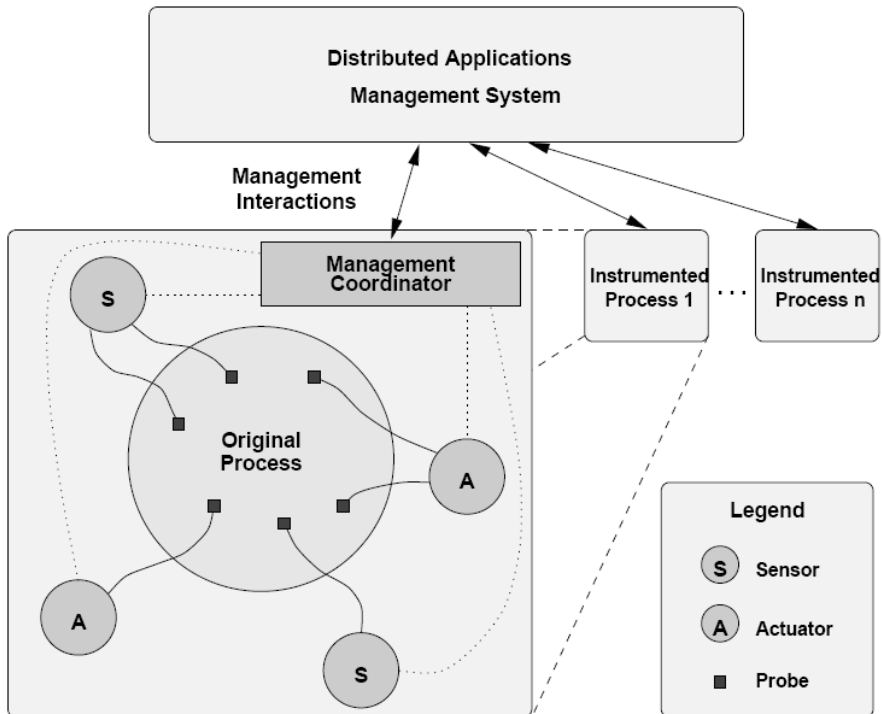 Distributed Applications
Management System
Management
Interactions
Management
Coordinator
Instrumented
Process 1
...
Instrumented
Process n
S
Original
Process
A
A
S
Legend
S Sensor
A Actuator
Probe